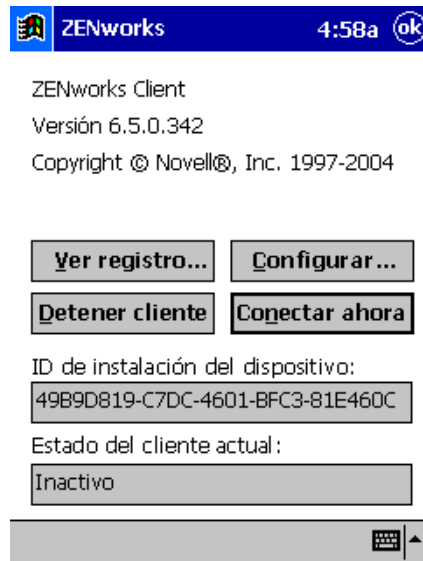 ZENworks 4:58a ok
ZENworks Client
Versión 6.5.0.342
Copyright © Novell®, Inc. 1997-2004
Ver registro... Configurar...
Detener cliente Conectar ahora
ID de instalación del dispositivo:
49B9D819-C7DC-4601-BFC3-81E460C
Estado del cliente actual:
Inactivo